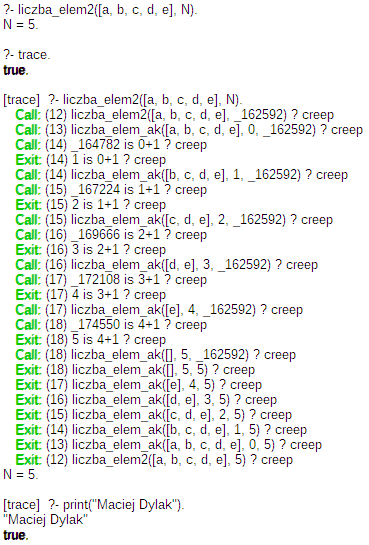 ?- liczba_elem2([a, b, c, d, e], N).
N = 5.
?- trace.
true.
[trace]  ?- liczba_elem2([a, b, c, d, e], N).
Call: (12) liczba_elem2([a, b, c, d, e], _162592) ? creep
Call: (13) liczba_elem_ak([a, b, c, d, e], 0, _162592) ? creep
Call: (14) _164782 is 0+1 ? creep
Exit: (14) 1 is 0+1 ? creep
Call: (14) liczba_elem_ak([b, c, d, e], 1, _162592) ? creep
Call: (15) _167224 is 1+1 ? creep
Exit: (15) 2 is 1+1 ? creep
Call: (15) liczba_elem_ak([c, d, e], 2, _162592) ? creep
Call: (16) _169666 is 2+1 ? creep
Exit: (16) 3 is 2+1 ? creep
Call: (16) liczba_elem_ak([d, e], 3, _162592) ? creep
Call: (17) _172108 is 3+1 ? creep
Exit: (17) 4 is 3+1 ? creep
Call: (17) liczba_elem_ak([e], 4, _162592) ? creep
Call: (18) _174550 is 4+1 ? creep
Exit: (18) 5 is 4+1 ? creep
Call: (18) liczba_elem_ak([], 5, _162592) ? creep
Exit: (18) liczba_elem_ak([], 5, 5) ? creep
Exit: (17) liczba_elem_ak([e], 4, 5) ? creep
Exit: (16) liczba_elem_ak([d, e], 3, 5) ? creep
Exit: (15) liczba_elem_ak([c, d, e], 2, 5) ? creep
Exit: (14) liczba_elem_ak([b, c, d, e], 1, 5) ? creep
Exit: (13) liczba_elem_ak([a, b, c, d, e], 0, 5) ? creep
Exit: (12) liczba_elem2([a, b, c, d, e], 5) ? creep
N = 5.
[trace]  ?- print("Maciej Dylak").
"Maciej Dylak"
true.